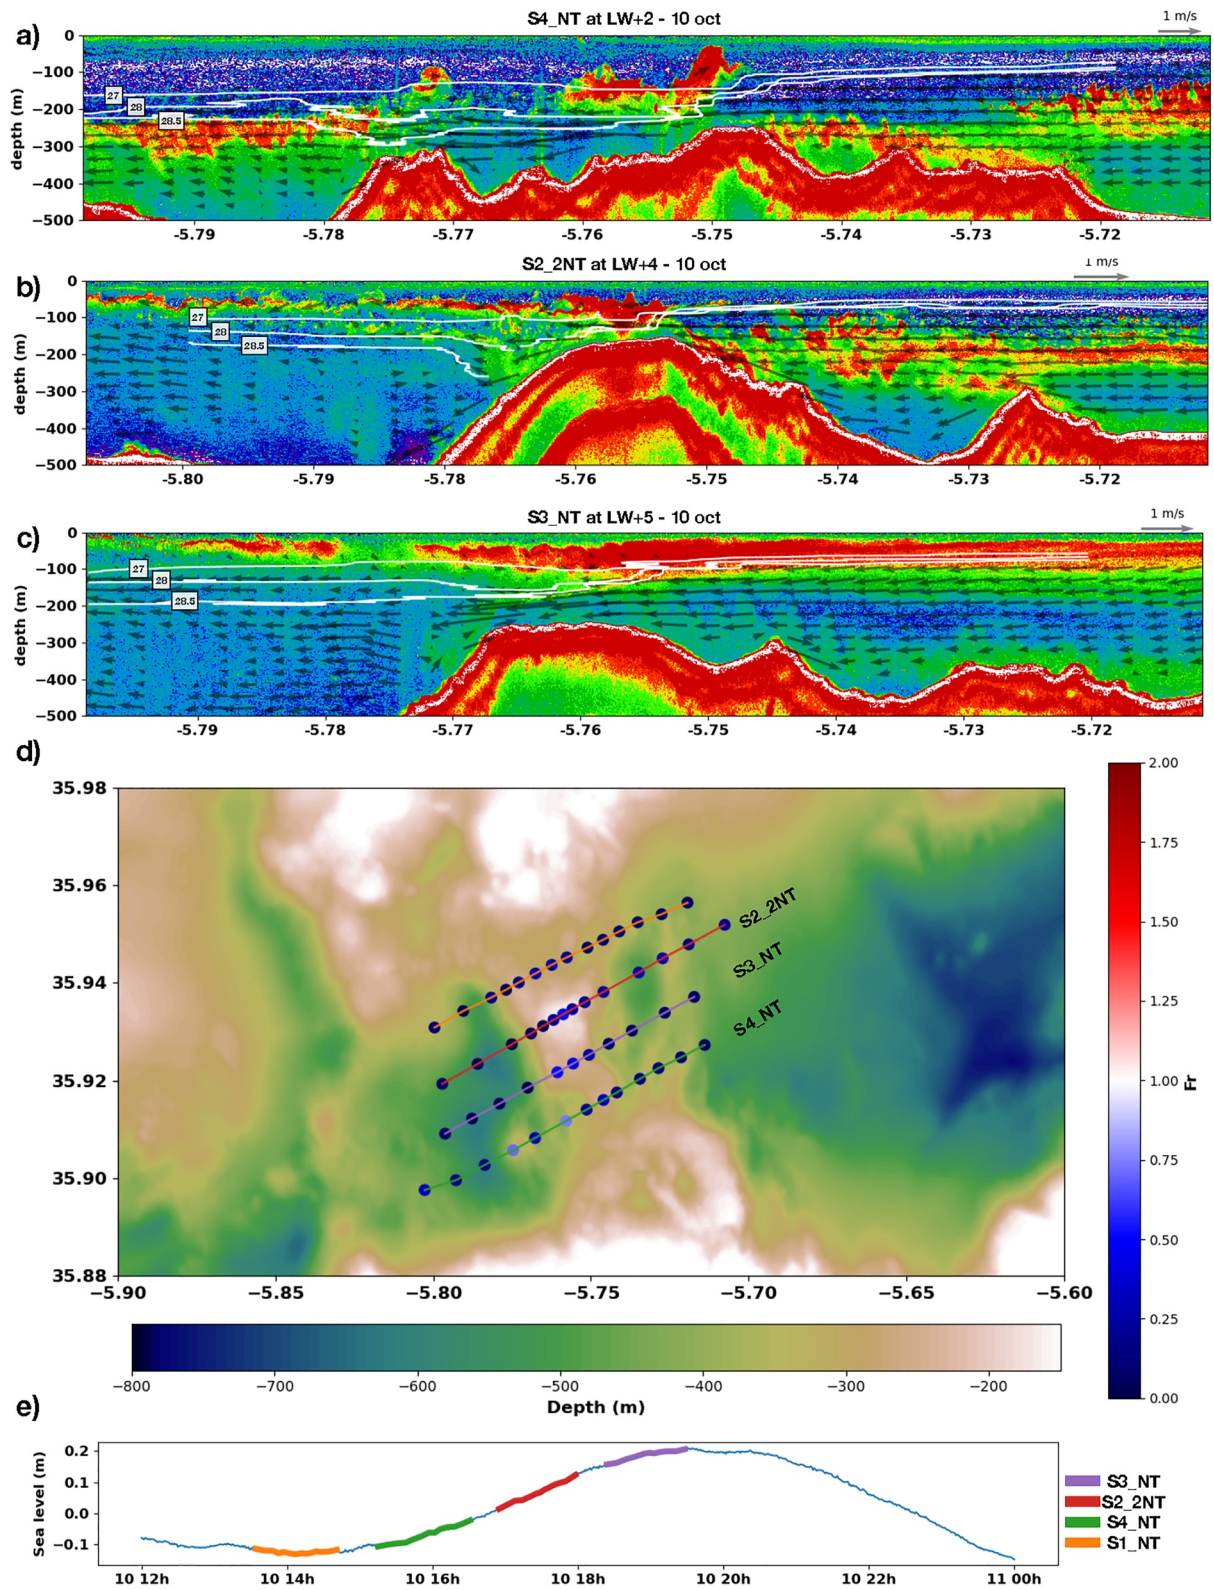 a)
S4_NT at LW+2 - 10 oct
1 m/s
0
−100
−200
−300
−400
−500
depth (m)
27
28
28.5
-5.79 -5.78 -5.77 -5.76 -5.75 -5.74 -5.73 -5.72
b)
S2_2NT at LW+4 - 10 oct
1 m/s
0
−100
−200
−300
−400
−500
depth (m)
27
28
28.5
-5.80 -5.79 -5.78 -5.77 -5.76 -5.75 -5.74 -5.73 -5.72
c)
S3_NT at LW+5 - 10 oct
1 m/s
0
−100
−200
−300
−400
−500
depth (m)
27
28
28.5
-5.79 -5.78 -5.77 -5.76 -5.75 -5.74 -5.73 -5.72
d)
35.98
35.96
35.94
35.92
35.90
35.88
S2_2NT
S3_NT
S4_NT
−5.90 −5.85 −5.80 −5.75 −5.70 −5.65 −5.60
2.00
1.75
1.50
1.25
1.00
0.75
0.50
0.25
0.00
Fr
−800 −700 −600 −500 −400 −300 −200
Depth (m)
e)
0.2
0.1
0.0
−0.1
Sea level (m)
10 12h 10 14h 10 16h 10 18h 10 20h 10 22h 11 00h
S3_NT
S2_2NT
S4_NT
S1_NT